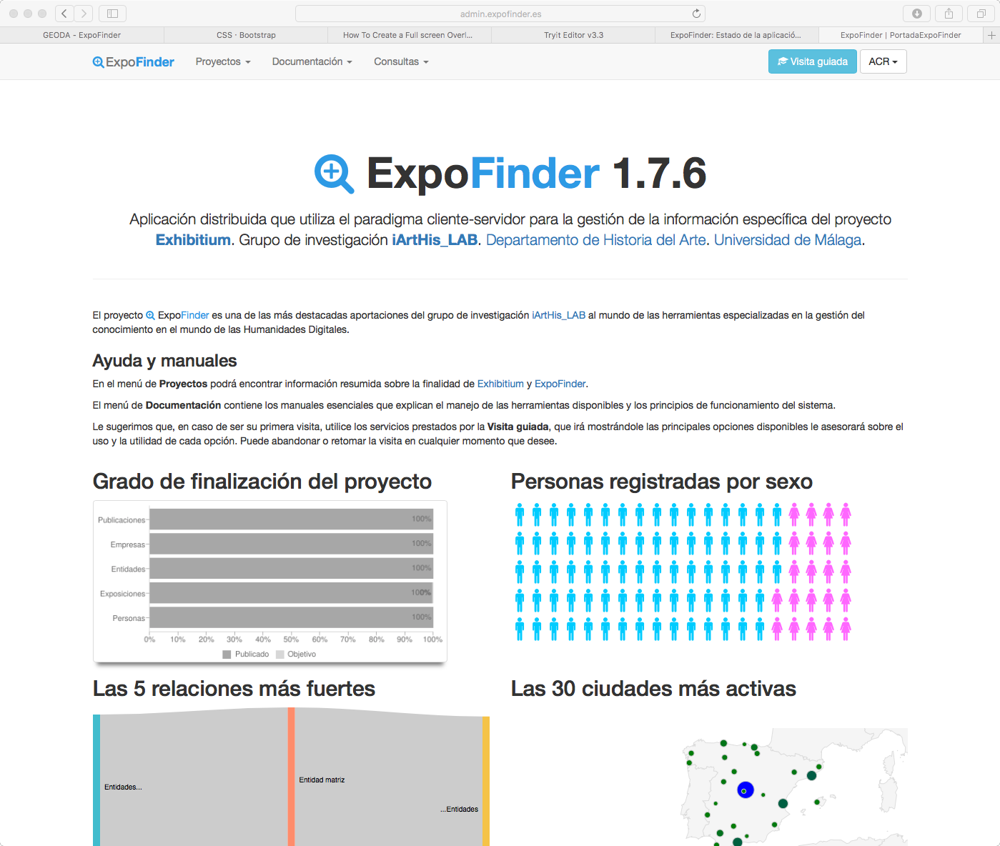 admin.expofinder.es
GEODA - ExpoFinder
CSS · Bootstrap
How To Create a Full screen Overl...
Tryit Editor v3.3
ExpoFinder: Estado de la aplicació...
ExpoFinder | PortadaExpoFinder
ExpoFinder
Proyectos
Documentación
Consultas
Visita guiada
ACR
ExpoFinder 1.7.6
Aplicación distribuida que utiliza el paradigma cliente-servidor para la gestión de la información específica del proyecto
Exhibitium. Grupo de investigación iArtHis_LAB. Departamento de Historia del Arte. Universidad de Málaga.
El proyecto ExpoFinder es una de las más destacadas aportaciones del grupo de investigación iArtHis_LAB al mundo de las herramientas especializadas en la gestión del
conocimiento en el mundo de las Humanidades Digitales.
Ayuda y manuales
En el menú de Proyectos podrá encontrar información resumida sobre la finalidad de Exhibitium y ExpoFinder.
El menú de Documentación contiene los manuales esenciales que explican el manejo de las herramientas disponibles y los principios de funcionamiento del sistema.
Le sugerimos que, en caso de ser su primera visita, utilice los servicios prestados por la Visita guiada, que irá mostrándole las principales opciones disponibles le asesorará sobre el
uso y la utilidad de cada opción. Puede abandonar o retomar la visita en cualquier momento que desee.
Grado de finalización del proyecto
Publicaciones 100%
Empresas 100%
Entidades 100%
Exposiciones 100%
Personas 100%
0% 10% 20% 30% 40% 50% 60% 70% 80% 90% 100%
Publicado Objetivo
Personas registradas por sexo
Las 5 relaciones más fuertes
Entidades...
Entidad matriz
...Entidades
Las 30 ciudades más activas